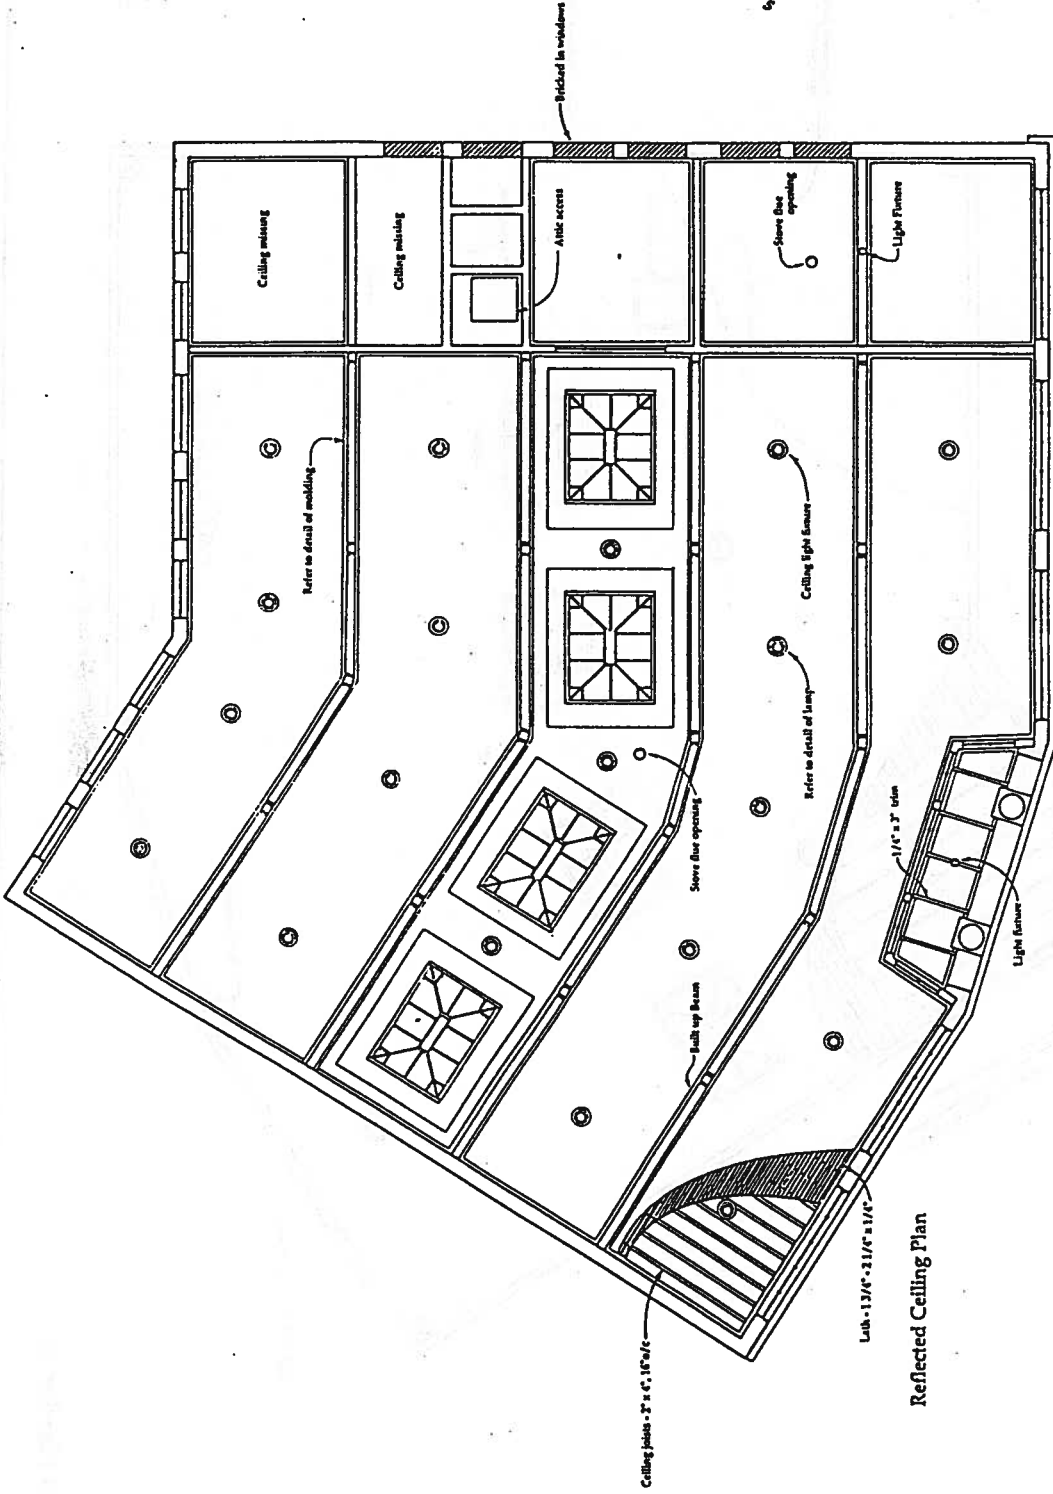 Bricked in windows
Ceiling missing
Ceiling missing
Attic access
Stove flue
opening
Light Fixture
Refer to detail of molding
Ceiling light fixture
Refer to detail of lamp
Stove flue opening
1/4" x 3" trim
Light fixture
Built up Beam
Ceiling joists - 2" x 4", 16" o/c
Lath - 1 3/4" - 2 1/4" x 1/4"
Reflected Ceiling Plan